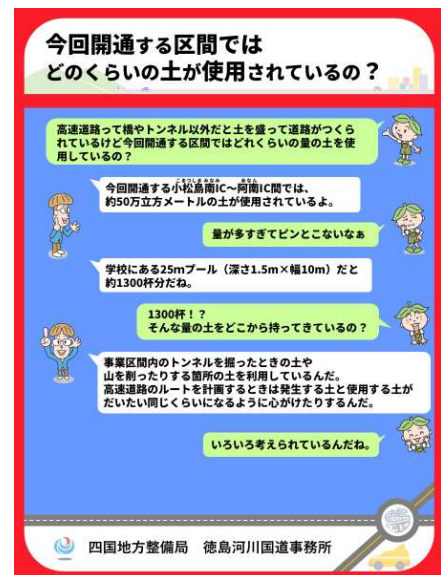 今回開通する区間では
どのくらいの土が使用されているの？
高速道路って橋やトンネル以外だと土を盛って道路がつくら
れているけど今回開通する区間ではどれくらいの量の土を使
用しているの？
こまつしまみなみ あなん
今回開通する小松島南IC～阿南IC間では、
約50万立方メートルの土が使用されているよ。
量が多すぎてピンとこないなぁ
学校にある25mプール（深さ1.5m×幅10m）だと
約1300杯分だね。
1300杯！？
そんな量の土をどこから持ってきているの？
事業区間内のトンネルを掘ったときの土や
山を削ったりする箇所の土を利用しているんだ。
高速道路のルートを計画するときは発生する土と使用する土が
だいたい同じくらいになるように心がけたりするんだ。
いろいろ考えられているんだね。
四国地方整備局 徳島河川国道事務所